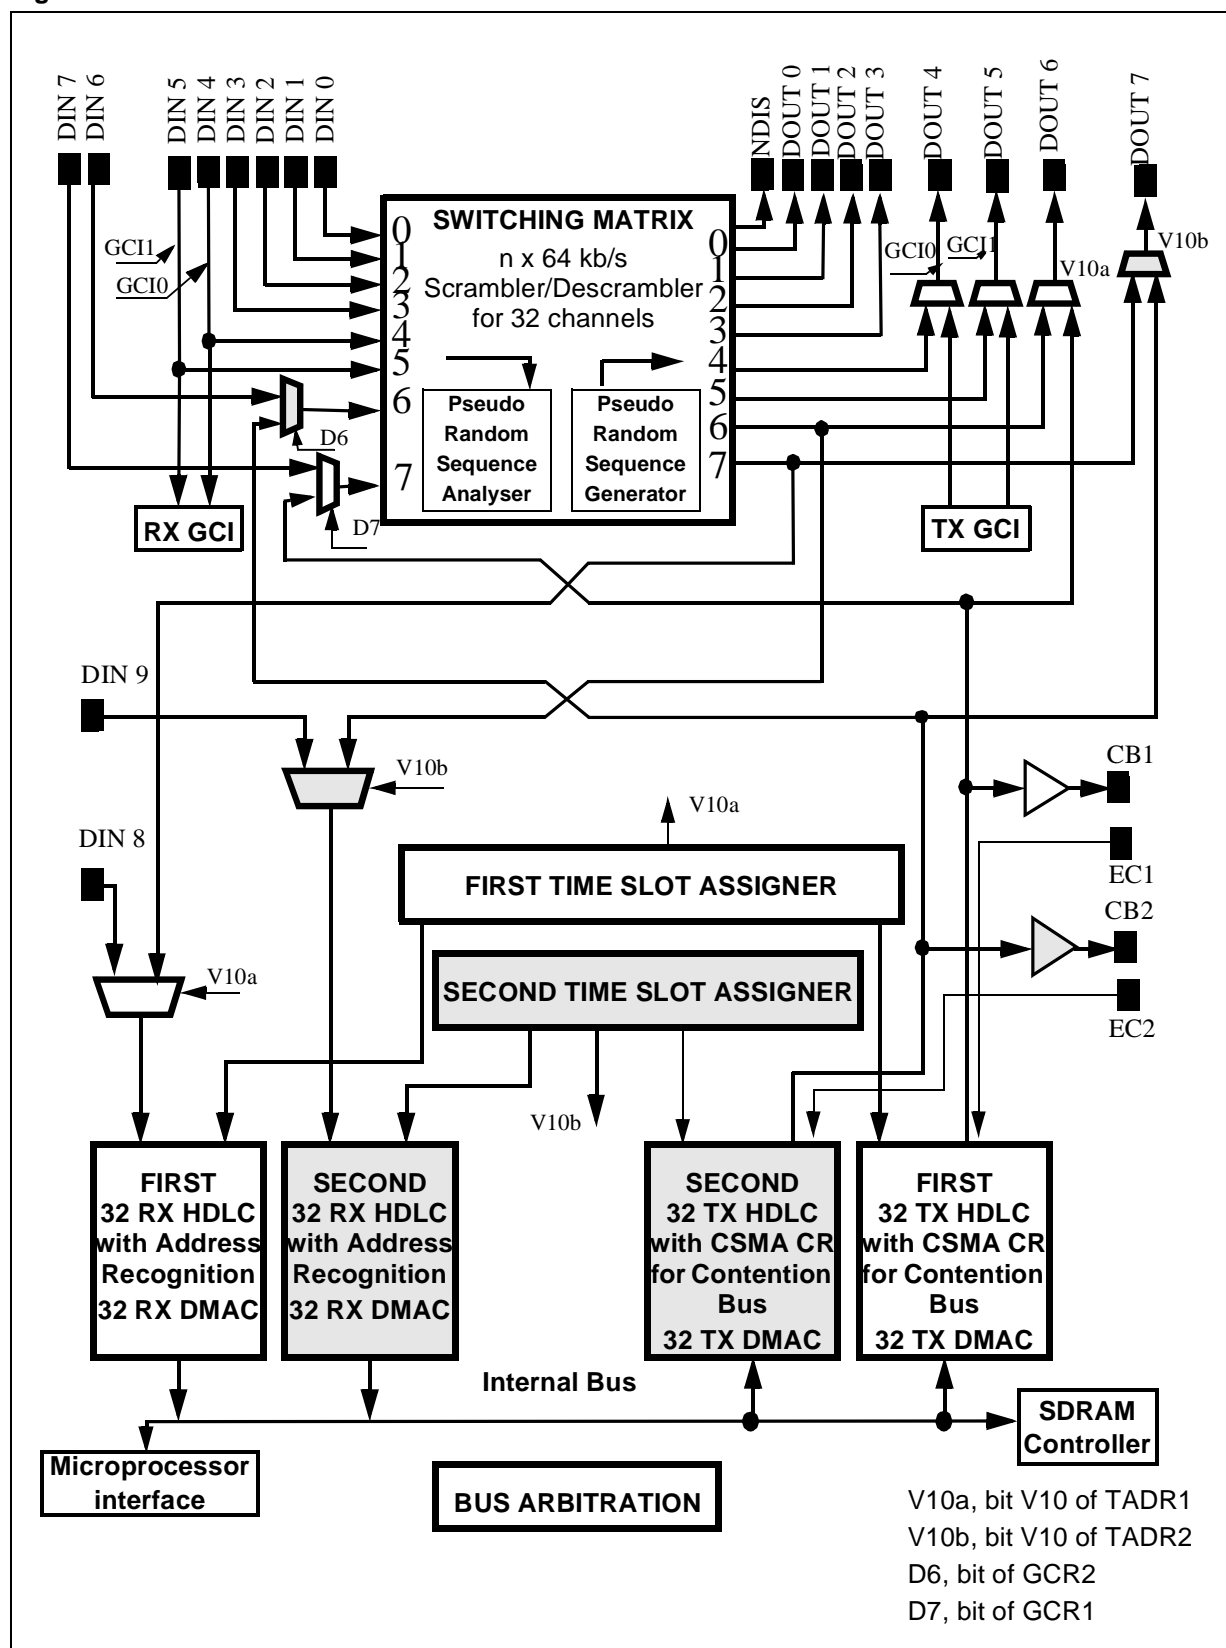 DIN 7
DIN 6
DIN 5
DIN 4
DIN 3
DIN 2
DIN 1
DIN 0
NDIS
DOUT 0
DOUT 1
DOUT 2
DOUT 3
DOUT 4
DOUT 5
DOUT 6
DOUT 7
GCI1
GCI0
SWITCHING MATRIX
n x 64 kb/s
Scrambler/Descrambler
for 32 channels
0
1
2
3
4
5
6
7
0
1
2
3
4
5
6
7
Pseudo
Random
Sequence
Analyser
Pseudo
Random
Sequence
Generator
GCI0
GCI1
V10a
V10b
D6
D7
RX GCI
TX GCI
DIN 9
V10b
DIN 8
V10a
V10a
CB1
EC1
CB2
EC2
FIRST TIME SLOT ASSIGNER
SECOND TIME SLOT ASSIGNER
V10b
FIRST
32 RX HDLC
with Address
Recognition
32 RX DMAC
SECOND
32 RX HDLC
with Address
Recognition
32 RX DMAC
SECOND
32 TX HDLC
with CSMA CR
for Contention
Bus
32 TX DMAC
FIRST
32 TX HDLC
with CSMA CR
for Contention
Bus
32 TX DMAC
Internal Bus
SDRAM
Controller
Microprocessor
interface
BUS ARBITRATION
V10a, bit V10 of TADR1
V10b, bit V10 of TADR2
D6, bit of GCR2
D7, bit of GCR1